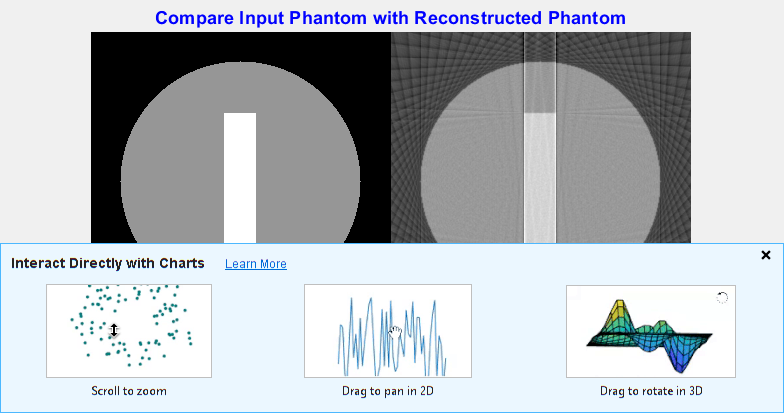 Compare Input Phantom with Reconstructed Phantom
Interact Directly with Charts Learn More
Scroll to zoom
Drag to pan in 2D
Drag to rotate in 3D